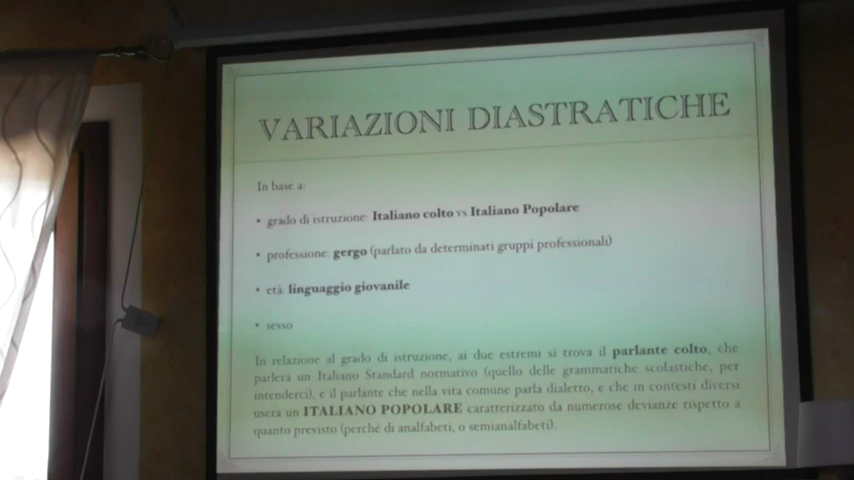 VARIAZIONI DIASTRATICHE
In base a:
• grado di istruzione: Italiano colto vs Italiano Popolare
• professione: gergo (parlato da determinati gruppi professionali)
• età: linguaggio giovanile
• sesso
In relazione al grado di istruzione, ai due estremi si trova il parlante colto, che
parlerà un Italiano Standard normativo (quello delle grammatiche scolastiche, per
intenderci), e il parlante che nella vita comune parla dialetto, e che in contesti diversi
userà un ITALIANO POPOLARE caratterizzato da numerose devianze rispetto a
quanto previsto (perché di analfabeti, o semianalfabeti).